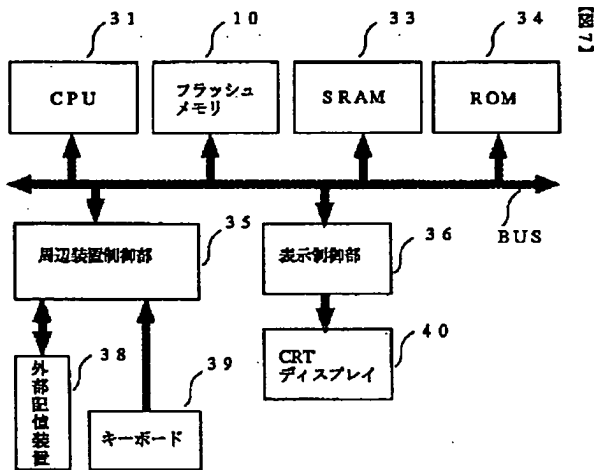 【図7】
31
10
33
34
CPU
フラッシュ
メモリ
SRAM
ROM
BUS
35
36
周辺装置制御部
表示制御部
38
39
40
外部記憶装置
キーボード
CRT
ディスプレイ